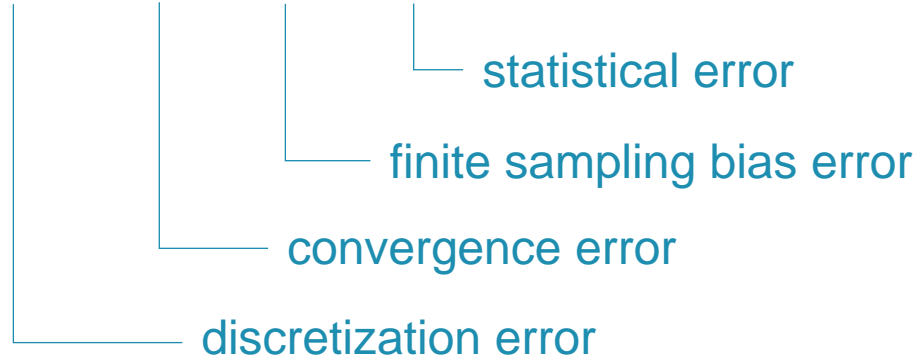 statistical error
finite sampling bias error
convergence error
discretization error